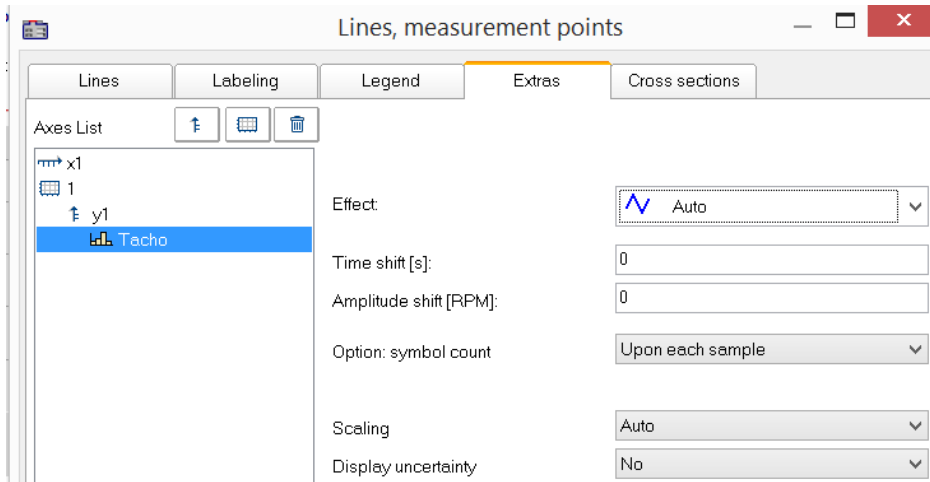 Lines, measurement points
Lines
Labeling
Legend
Extras
Cross sections
Axes List
x1
1
y1
Tacho
Effect:
Auto
Time shift [s]:
0
Amplitude shift [RPM]:
0
Option: symbol count
Upon each sample
Scaling
Auto
Display uncertainty
No